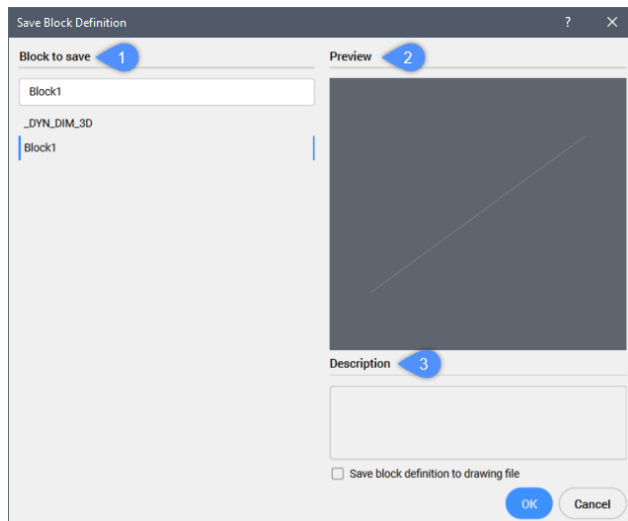 Save Block Definition ? ×
Block to save 1
Block1
_DYN_DIM_3D
Block1
Preview 2
Description 3
Save block definition to drawing file
OK Cancel